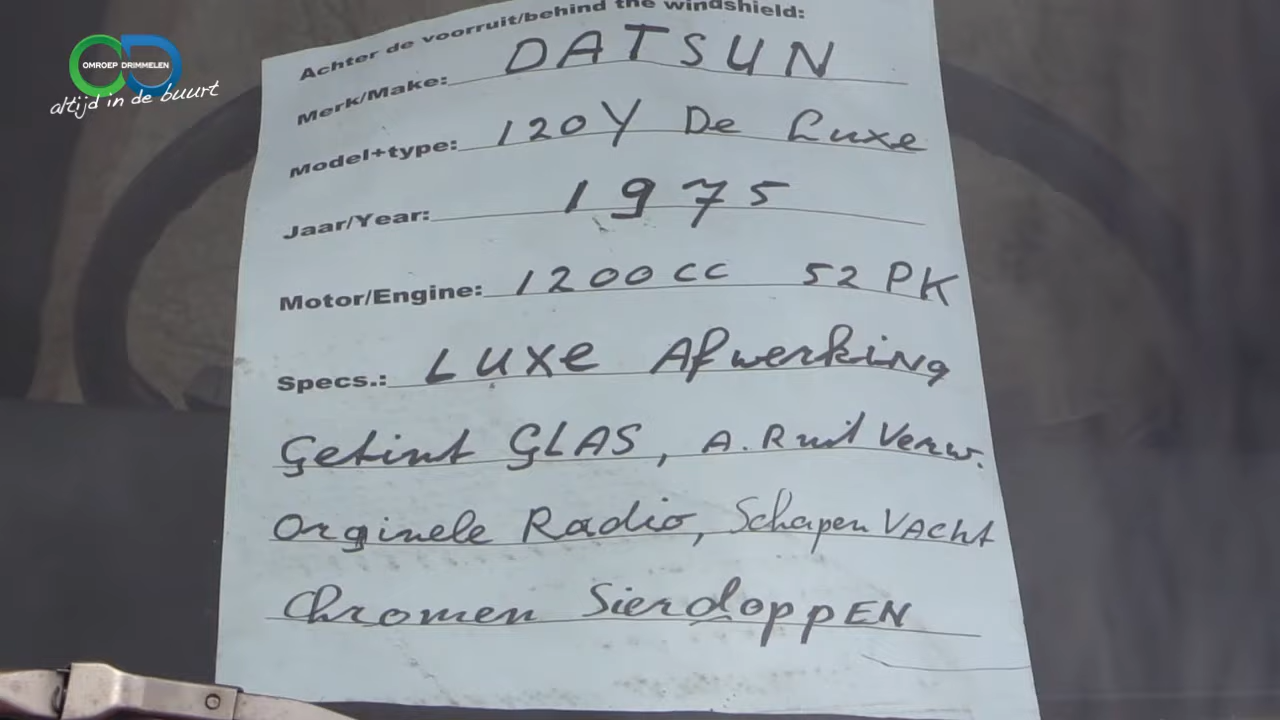 OMROEP DRIMMELEN
altijd in de buurt
Achter de voorruit/behind the windshield:
Merk/Make: DATSUN
Model+type: 120Y De Luxe
Jaar/Year: 1975
Motor/Engine: 1200cc 52 PK
Specs.: LUXe Afwerking
Getint GLAS, A. Ruit Verw.
Orginele Radio, Schapen VAcht
Chromen SierdoppEN